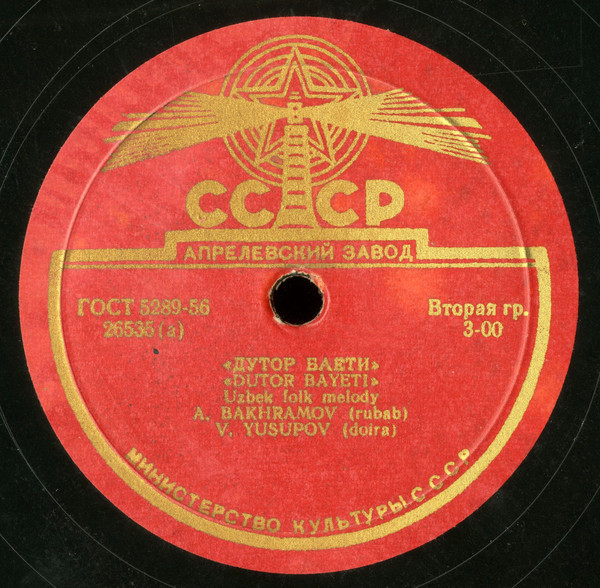 СССР
АПРЕЛЕВСКИЙ ЗАВОД
ГОСТ 5289-56
26535 (а)
Вторая гр.
3-00
«ДУТОР БАЕТИ»
«DUTOR BAYETI»
Uzbek folk melody
A. BAKHRAMOV (rubab)
V. YUSUPOV (doira)
МИНИСТЕРСТВО КУЛЬТУРЫ СССР